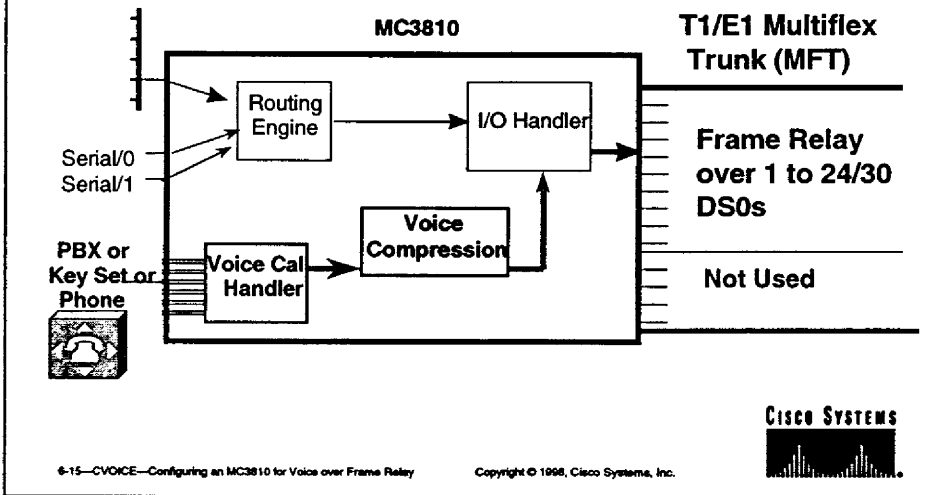 MC3810
T1/E1 Multiflex
Trunk (MFT)
Routing
Engine
I/O Handler
Serial/0
Serial/1
Frame Relay
over 1 to 24/30
DS0s
Voice
Compression
PBX or
Key Set or
Phone
Voice Cal
Handler
Not Used
CISCO SYSTEMS
6-15—CVOICE—Configuring an MC3810 for Voice over Frame Relay
Copyright © 1998, Cisco Systems, Inc.